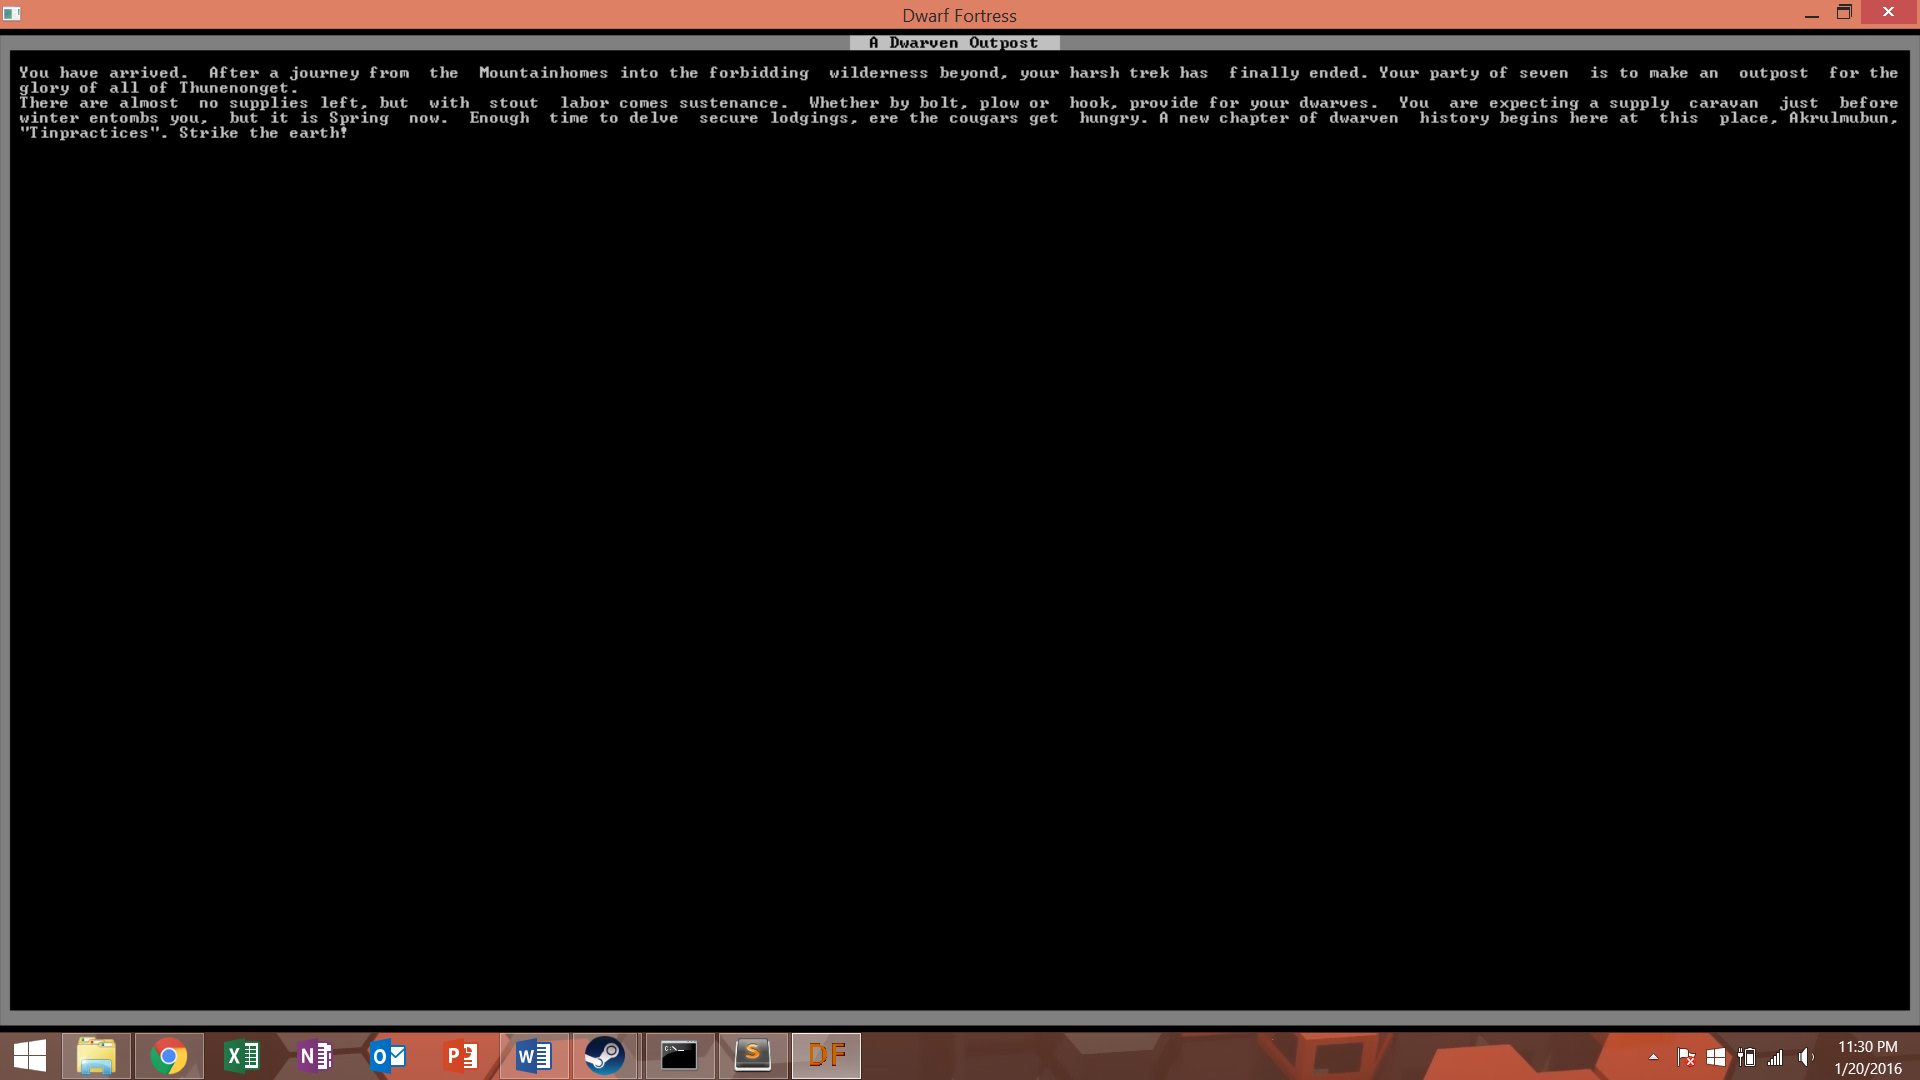 Dwarf Fortress
A Dwarven Outpost
You have arrived.  After a journey from  the  Mountainhomes into the forbidding  wilderness beyond, your harsh trek has  finally ended. Your party of seven  is to make an  outpost  for the
glory of all of Thunenonget.
There are almost  no supplies left, but  with  stout  labor comes sustenance.  Whether by bolt, plow or  hook, provide for your dwarves.  You  are expecting a supply  caravan  just  before
winter entombs you,  but it is Spring  now.  Enough  time to delve  secure lodgings, ere the cougars get  hungry. A new chapter of dwarven  history begins here at  this  place, Akrulmubun,
"Tinpractices". Strike the earth!
X N O P W C:\>_ S DF
11:30 PM
1/20/2016